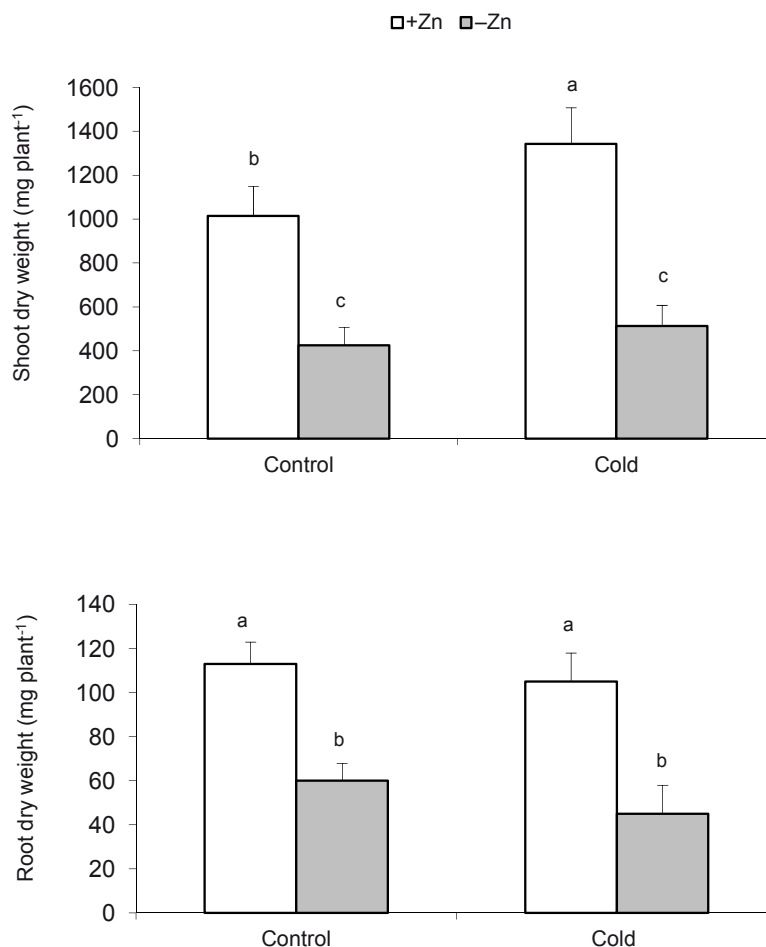 +Zn –Zn
Shoot dry weight (mg plant⁻¹)
1600
1400
1200
1000
800
600
400
200
0
b
c
a
c
Control Cold
Root dry weight (mg plant⁻¹)
140
120
100
80
60
40
20
0
a
b
a
b
Control Cold